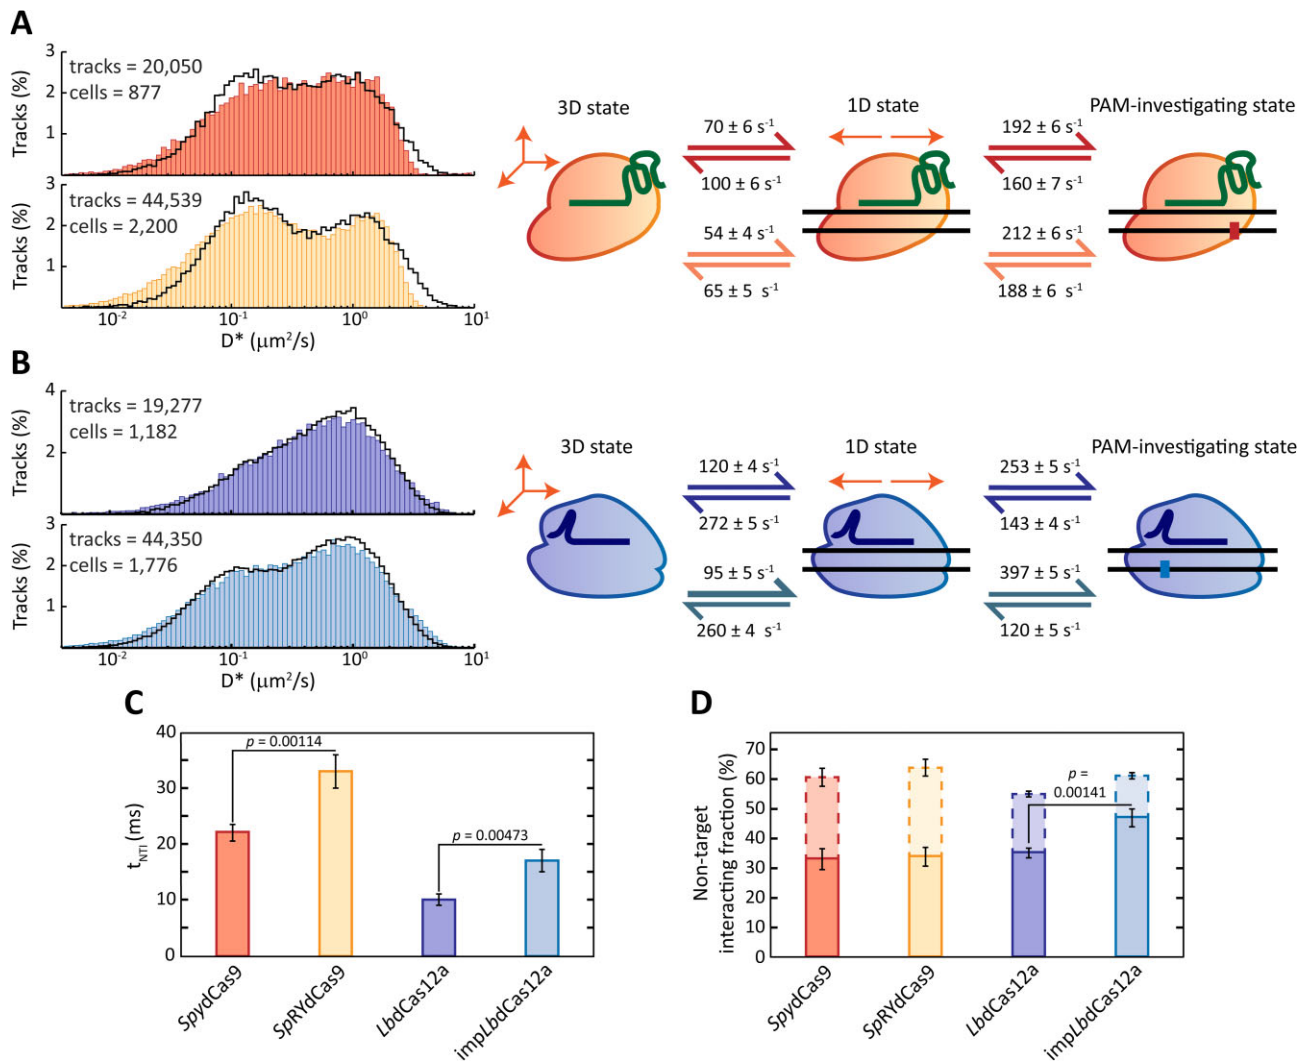 A
3
2
1
Tracks (%)
tracks = 20,050
cells = 877
3
2
1
Tracks (%)
tracks = 44,539
cells = 2,200
10⁻² 10⁻¹ 10⁰ 10¹
D* (μm²/s)
3D state
1D state
PAM-investigating state
70 ± 6 s⁻¹
192 ± 6 s⁻¹
100 ± 6 s⁻¹
160 ± 7 s⁻¹
54 ± 4 s⁻¹
212 ± 6 s⁻¹
65 ± 5 s⁻¹
188 ± 6 s⁻¹
B
4
2
Tracks (%)
tracks = 19,277
cells = 1,182
3
2
1
Tracks (%)
tracks = 44,350
cells = 1,776
10⁻² 10⁻¹ 10⁰ 10¹
D* (μm²/s)
3D state
1D state
PAM-investigating state
120 ± 4 s⁻¹
253 ± 5 s⁻¹
272 ± 5 s⁻¹
143 ± 4 s⁻¹
95 ± 5 s⁻¹
397 ± 5 s⁻¹
260 ± 4 s⁻¹
120 ± 5 s⁻¹
C
40
30
20
10
0
t_NTI (ms)
p = 0.00114
p = 0.00473
SpydCas9
SpRYdCas9
LbdCas12a
impLbdCas12a
D
70
60
50
40
30
20
10
0
Non-target
interacting fraction (%)
p =
0.00141
SpydCas9
SpRYdCas9
LbdCas12a
impLbdCas12a